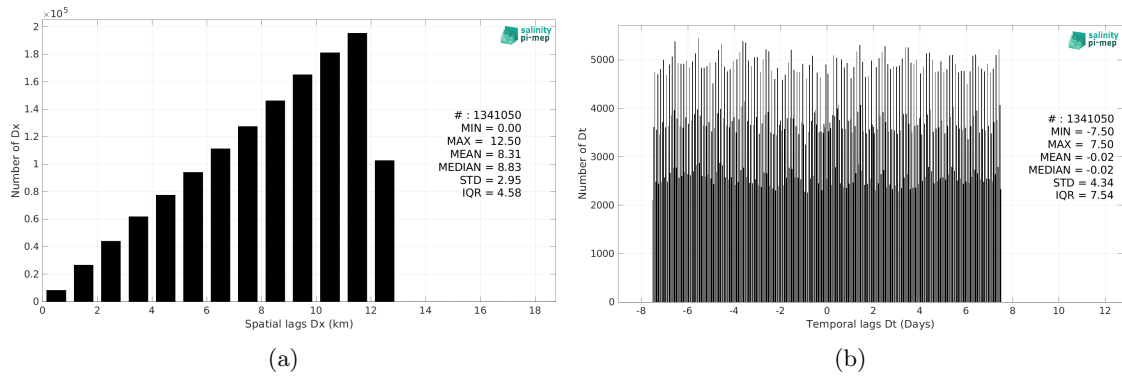 ×10⁵
2
1.8
1.6
1.4
1.2
1
0.8
0.6
0.4
0.2
0
Number of Dx
0 2 4 6 8 10 12 14 16 18
Spatial lags Dx (km)
salinity
pi-mep
# : 1341050
MIN = 0.00
MAX = 12.50
MEAN = 8.31
MEDIAN = 8.83
STD = 2.95
IQR = 4.58
(a)
5000
4000
3000
2000
1000
0
Number of Dt
-8 -6 -4 -2 0 2 4 6 8 10 12
Temporal lags Dt (Days)
salinity
pi-mep
# : 1341050
MIN = -7.50
MAX = 7.50
MEAN = -0.02
MEDIAN = -0.02
STD = 4.34
IQR = 7.54
(b)